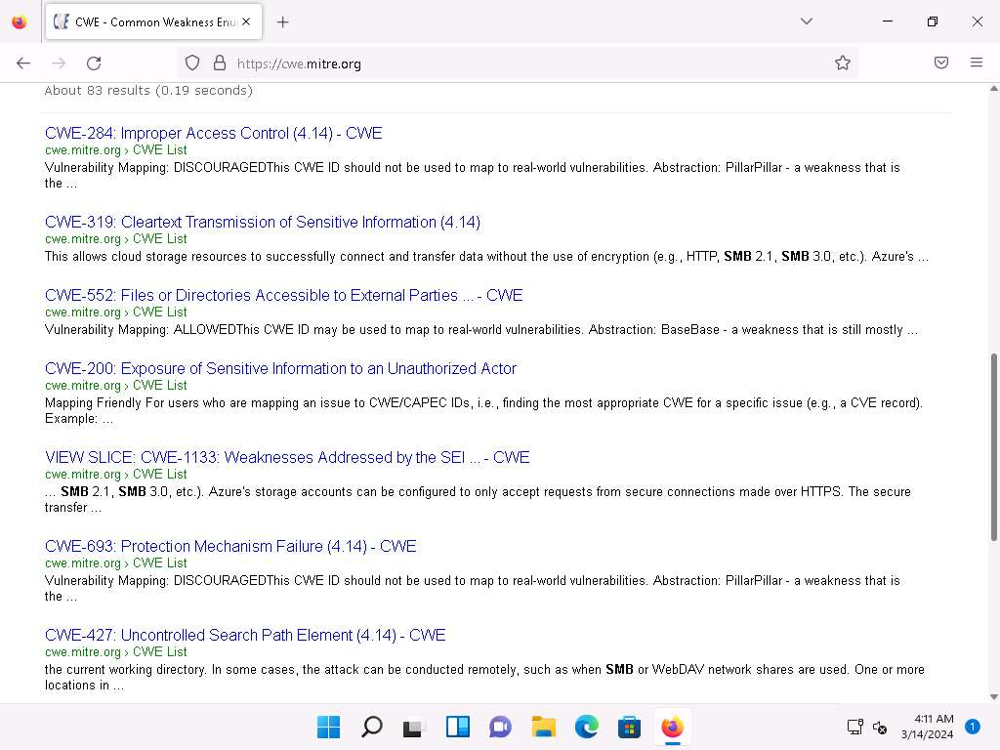 CWE - Common Weakness Enu
https://cwe.mitre.org
About 83 results (0.19 seconds)
CWE-284: Improper Access Control (4.14) - CWE
cwe.mitre.org › CWE List
Vulnerability Mapping: DISCOURAGEDThis CWE ID should not be used to map to real-world vulnerabilities. Abstraction: PillarPillar - a weakness that is
the ...
CWE-319: Cleartext Transmission of Sensitive Information (4.14)
cwe.mitre.org › CWE List
This allows cloud storage resources to successfully connect and transfer data without the use of encryption (e.g., HTTP, SMB 2.1, SMB 3.0, etc.). Azure's ...
CWE-552: Files or Directories Accessible to External Parties ... - CWE
cwe.mitre.org › CWE List
Vulnerability Mapping: ALLOWEDThis CWE ID may be used to map to real-world vulnerabilities. Abstraction: BaseBase - a weakness that is still mostly ...
CWE-200: Exposure of Sensitive Information to an Unauthorized Actor
cwe.mitre.org › CWE List
Mapping Friendly For users who are mapping an issue to CWE/CAPEC IDs, i.e., finding the most appropriate CWE for a specific issue (e.g., a CVE record).
Example: ...
VIEW SLICE: CWE-1133: Weaknesses Addressed by the SEI ... - CWE
cwe.mitre.org › CWE List
... SMB 2.1, SMB 3.0, etc.). Azure's storage accounts can be configured to only accept requests from secure connections made over HTTPS. The secure
transfer ...
CWE-693: Protection Mechanism Failure (4.14) - CWE
cwe.mitre.org › CWE List
Vulnerability Mapping: DISCOURAGEDThis CWE ID should not be used to map to real-world vulnerabilities. Abstraction: PillarPillar - a weakness that is
the ...
CWE-427: Uncontrolled Search Path Element (4.14) - CWE
cwe.mitre.org › CWE List
the current working directory. In some cases, the attack can be conducted remotely, such as when SMB or WebDAV network shares are used. One or more
locations in ...
4:11 AM
3/14/2024
1